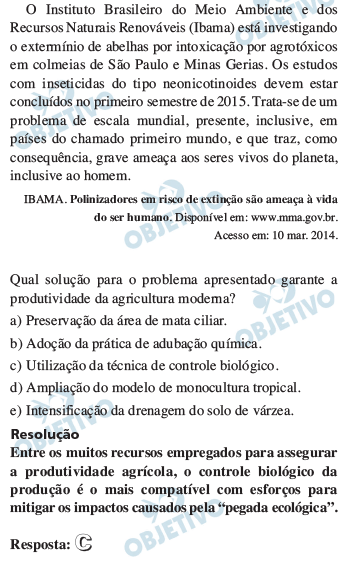 O Instituto Brasileiro do Meio Ambiente e dos
Recursos Naturais Renováveis (Ibama) está investigando
o extermínio de abelhas por intoxicação por agrotóxicos
em colmeias de São Paulo e Minas Gerias. Os estudos
com inseticidas do tipo neonicotinoides devem estar
concluídos no primeiro semestre de 2015. Trata-se de um
problema de escala mundial, presente, inclusive, em
países do chamado primeiro mundo, e que traz, como
consequência, grave ameaça aos seres vivos do planeta,
inclusive ao homem.
IBAMA. Polinizadores em risco de extinção são ameaça à vida
do ser humano. Disponível em: www.mma.gov.br.
Acesso em: 10 mar. 2014.
Qual solução para o problema apresentado garante a
produtividade da agricultura moderna?
a) Preservação da área de mata ciliar.
b) Adoção da prática de adubação química.
c) Utilização da técnica de controle biológico.
d) Ampliação do modelo de monocultura tropical.
e) Intensificação da drenagem do solo de várzea.
Resolução
Entre os muitos recursos empregados para assegurar
a produtividade agrícola, o controle biológico da
produção é o mais compatível com esforços para
mitigar os impactos causados pela “pegada ecológica”.
Resposta: C
OBJETIVO
OBJETIVO
OBJETIVO
OBJETIVO
OBJETIVO
OBJETIVO